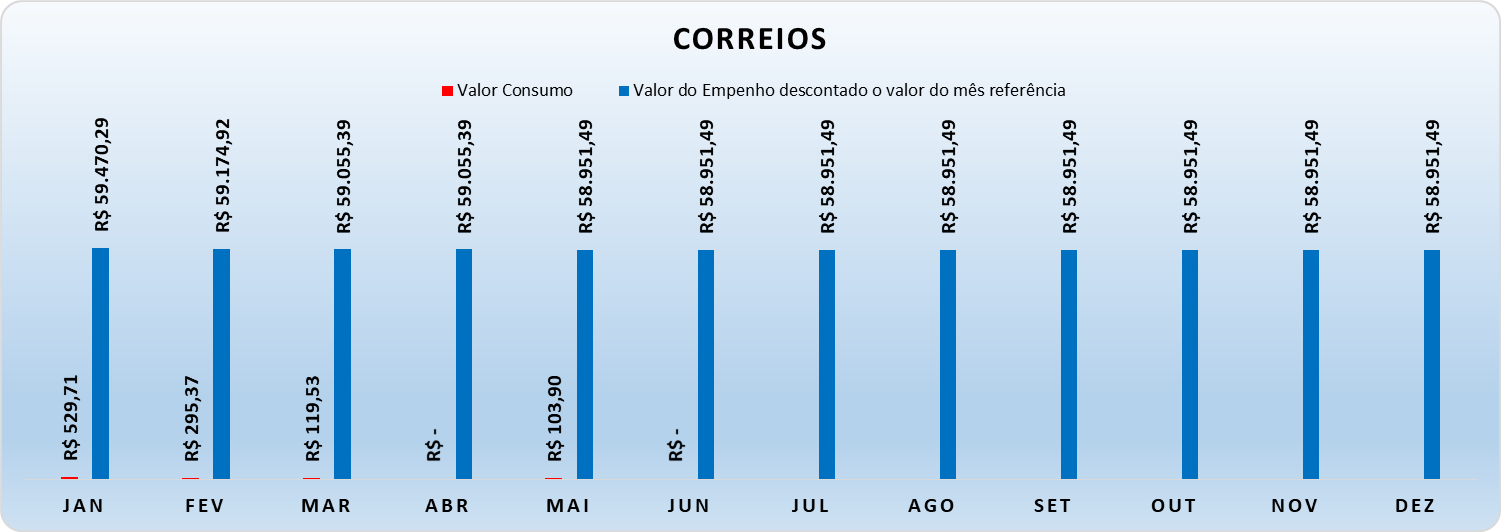 CORREIOS
Valor Consumo
Valor do Empenho descontado o valor do mês referência
R$ 529,71
R$ 59.470,29
R$ 295,37
R$ 59.174,92
R$ 119,53
R$ 59.055,39
R$ -
R$ 59.055,39
R$ 103,90
R$ 58.951,49
R$ -
R$ 58.951,49
R$ 58.951,49
R$ 58.951,49
R$ 58.951,49
R$ 58.951,49
R$ 58.951,49
R$ 58.951,49
JAN
FEV
MAR
ABR
MAI
JUN
JUL
AGO
SET
OUT
NOV
DEZ